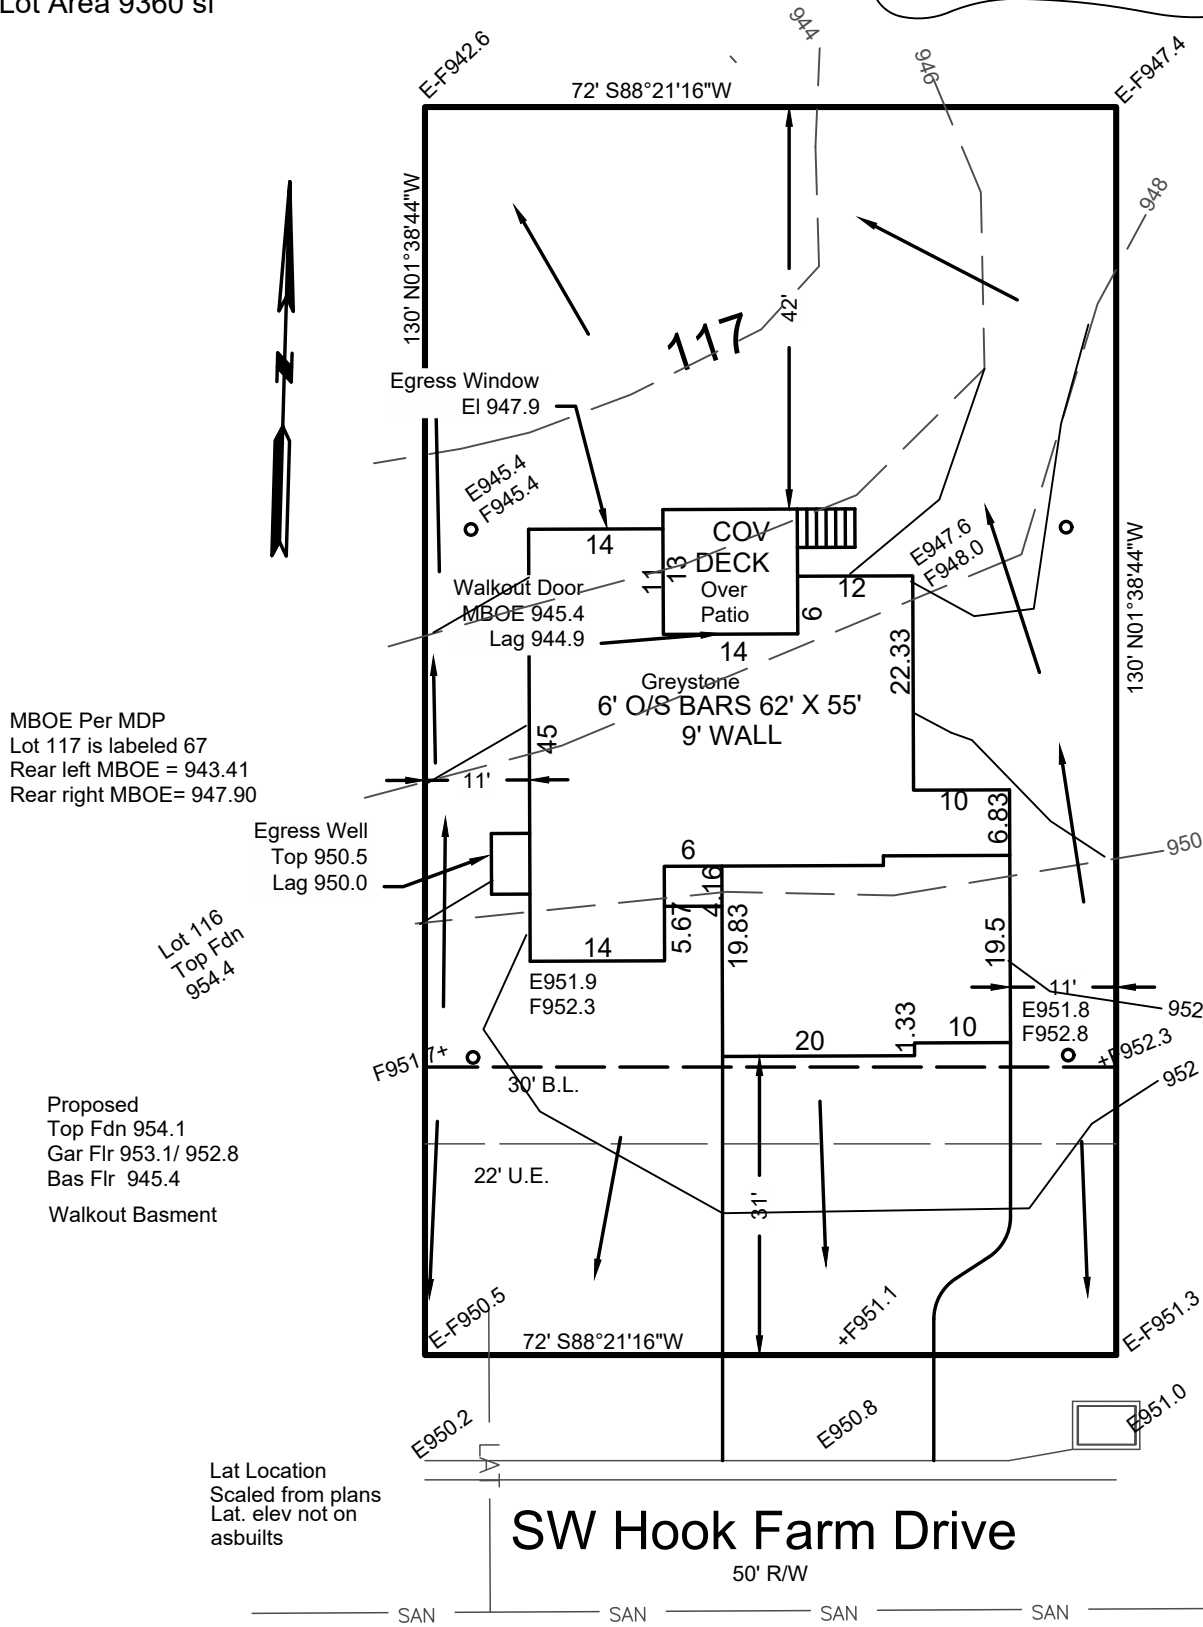 Lot Area 9360 sf
944
946
948
E-F942.6
72' S88°21'16"W
E-F947.4
130' N01°38'44"W
N
117
42'
Egress Window
El 947.9
E945.4
F945.4
14
COV
DECK
Over
Patio
11
13
12
6
14
E947.6
F948.0
130' N01°38'44"W
Walkout Door
MBOE 945.4
Lag 944.9
22.33
Greystone
6' O/S BARS 62' X 55'
9' WALL
45
MBOE Per MDP
Lot 117 is labeled 67
Rear left MBOE = 943.41
Rear right MBOE= 947.90
11'
10
6.83
Egress Well
Top 950.5
Lag 950.0
6
4.16
950
Lot 116
Top Fdn
954.4
14
5.67
19.83
19.5
E951.9
F952.3
11'
E951.8
F952.8
952
1.33
20
10
F951.7+
+F952.3
30' B.L.
952
Proposed
Top Fdn 954.1
Gar Flr 953.1/ 952.8
Bas Flr 945.4
Walkout Basment
22' U.E.
31'
E-F950.5
72' S88°21'16"W
+F951.1
E-F951.3
E950.2
E950.8
E951.0
LAT
Lat Location
Scaled from plans
Lat. elev not on
asbuilts
SW Hook Farm Drive
50' R/W
SAN
SAN
SAN
SAN